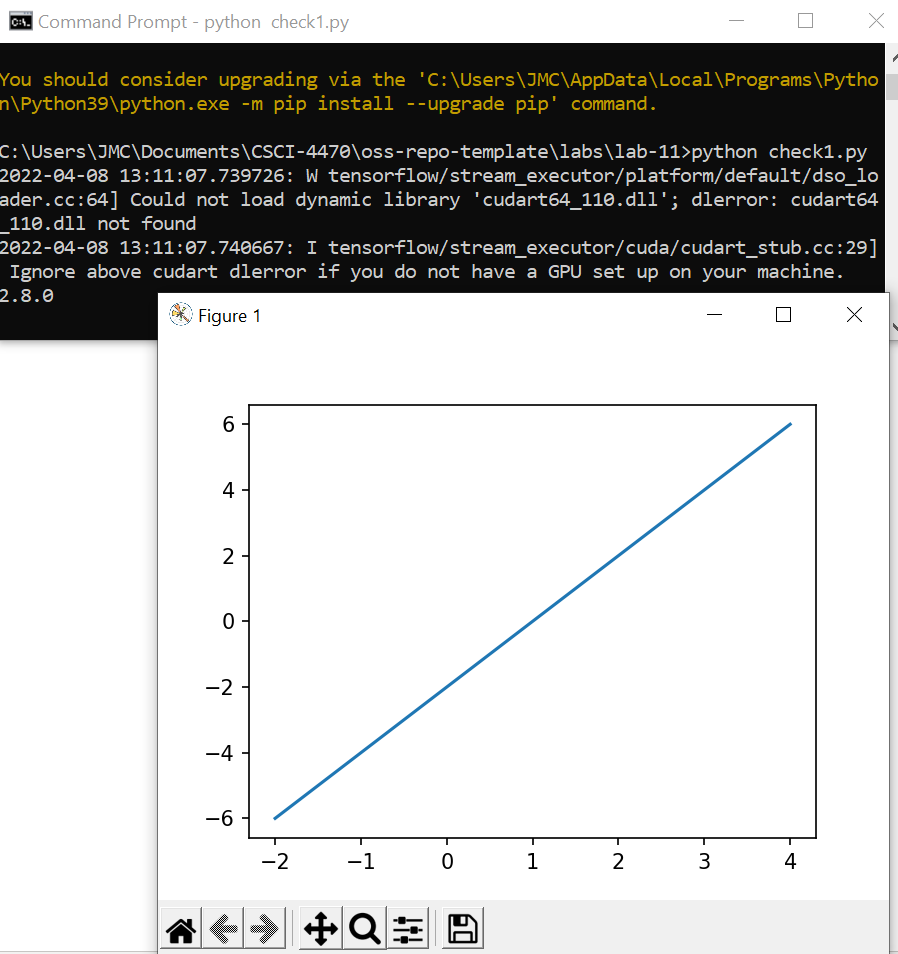 Command Prompt - python  check1.py
You should consider upgrading via the 'C:\Users\JMC\AppData\Local\Programs\Pytho
n\Python39\python.exe -m pip install --upgrade pip' command.
C:\Users\JMC\Documents\CSCI-4470\oss-repo-template\labs\lab-11>python check1.py
2022-04-08 13:11:07.739726: W tensorflow/stream_executor/platform/default/dso_lo
ader.cc:64] Could not load dynamic library 'cudart64_110.dll'; dlerror: cudart64
_110.dll not found
2022-04-08 13:11:07.740667: I tensorflow/stream_executor/cuda/cudart_stub.cc:29]
 Ignore above cudart dlerror if you do not have a GPU set up on your machine.
2.8.0
Figure 1
6
4
2
0
−2
−4
−6
−2 −1 0 1 2 3 4